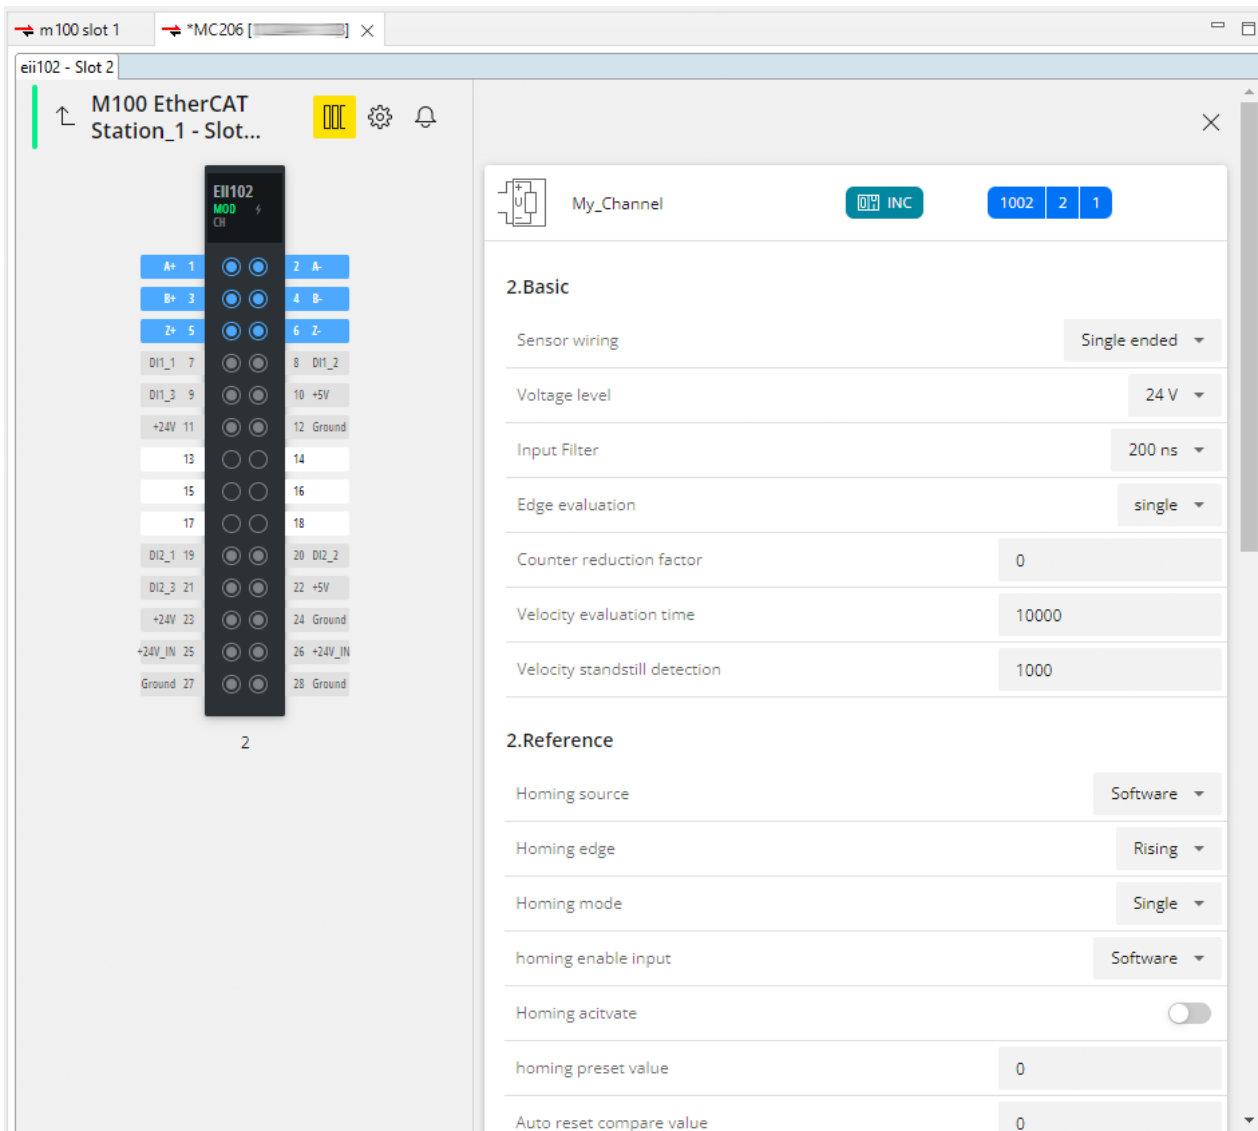 m100 slot 1
*MC206 [ ]
eii102 - Slot 2
M100 EtherCAT
Station_1 - Slot...
EII102
MOD
CH
A+ 1 2 A-
B+ 3 4 B-
Z+ 5 6 Z-
DI1_1 7 8 DI1_2
DI1_3 9 10 +5V
+24V 11 12 Ground
13 14
15 16
17 18
DI2_1 19 20 DI2_2
DI2_3 21 22 +5V
+24V 23 24 Ground
+24V_IN 25 26 +24V_IN
Ground 27 28 Ground
2
My_Channel INC 1002 2 1
2.Basic
Sensor wiring Single ended
Voltage level 24 V
Input Filter 200 ns
Edge evaluation single
Counter reduction factor 0
Velocity evaluation time 10000
Velocity standstill detection 1000
2.Reference
Homing source Software
Homing edge Rising
Homing mode Single
homing enable input Software
Homing acitvate
homing preset value 0
Auto reset compare value 0